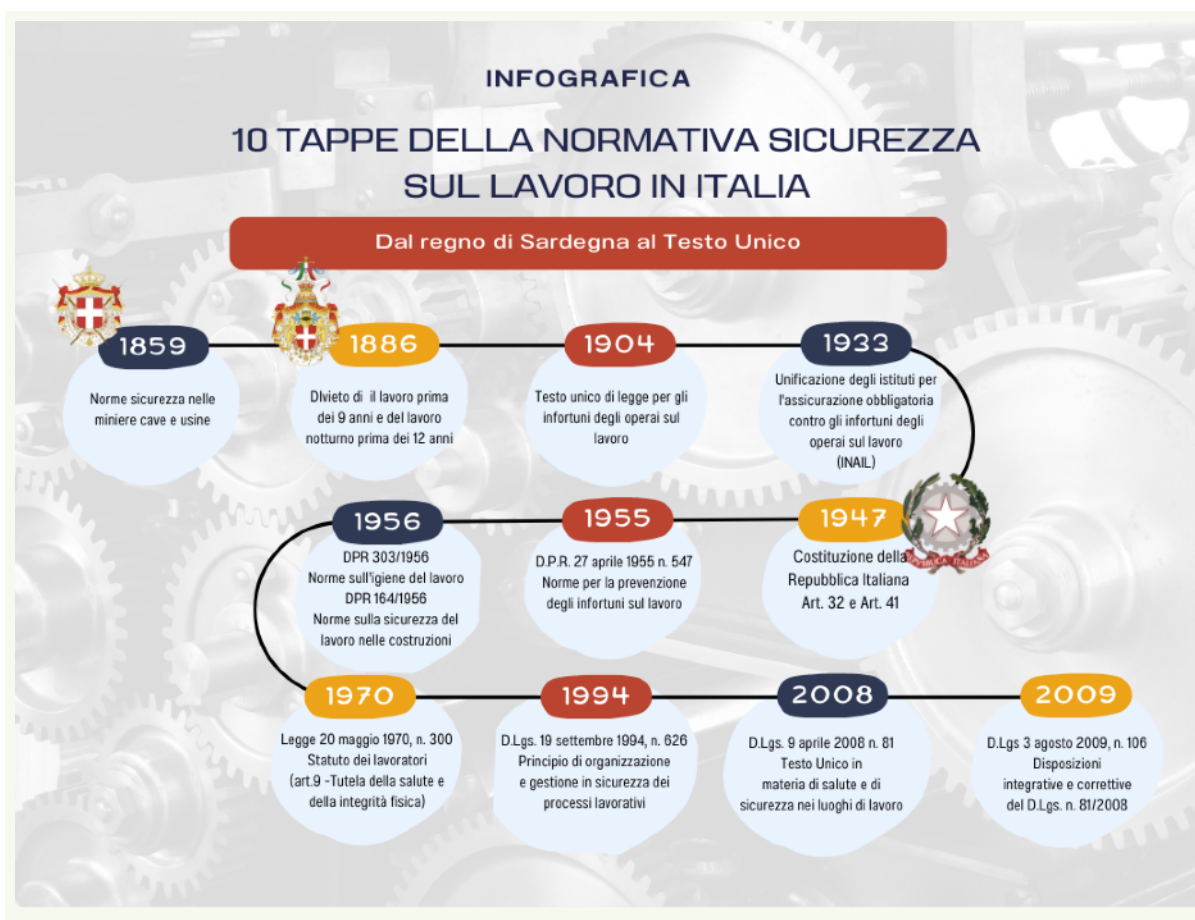 INFOGRAFICA
10 TAPPE DELLA NORMATIVA SICUREZZA
SUL LAVORO IN ITALIA
Dal regno di Sardegna al Testo Unico
1859
Norme sicurezza nelle
miniere cave e usine
1886
DIvieto di il lavoro prima
dei 9 anni e del lavoro
notturno prima dei 12 anni
1904
Testo unico di legge per gli
infortuni degli operai sul
lavoro
1933
Unificazione degli istituti per
l'assicurazione obbligatoria
contro gli infortuni degli
operai sul lavoro
(INAIL)
1947
Costituzione della
Repubblica Italiana
Art. 32 e Art. 41
REPVBBLICA ITALIANA
1955
D.P.R. 27 aprile 1955 n. 547
Norme per la prevenzione
degli infortuni sul lavoro
1956
DPR 303/1956
Norme sull'igiene del lavoro
DPR 164/1956
Norme sulla sicurezza del
lavoro nelle costruzioni
1970
Legge 20 maggio 1970, n. 300
Statuto dei lavoratori
(art.9 -Tutela della salute e
della integrità fisica)
1994
D.Lgs. 19 settembre 1994, n. 626
Principio di organizzazione
e gestione in sicurezza dei
processi lavorativi
2008
D.Lgs. 9 aprile 2008 n. 81
Testo Unico in
materia di salute e di
sicurezza nei luoghi di lavoro
2009
D.Lgs 3 agosto 2009, n. 106
Disposizioni
integrative e correttive
del D.Lgs. n. 81/2008